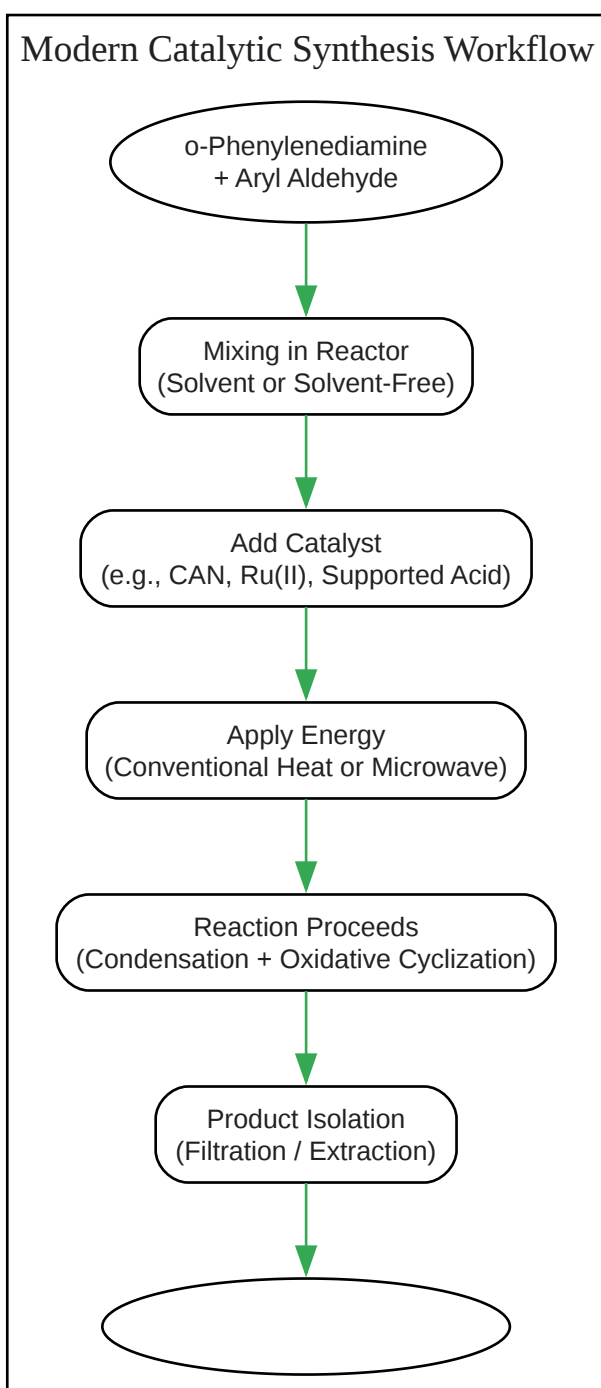 Modern Catalytic Synthesis Workflow
o-Phenylenediamine
+ Aryl Aldehyde
Mixing in Reactor
(Solvent or Solvent-Free)
Add Catalyst
(e.g., CAN, Ru(II), Supported Acid)
Apply Energy
(Conventional Heat or Microwave)
Reaction Proceeds
(Condensation + Oxidative Cyclization)
Product Isolation
(Filtration / Extraction)